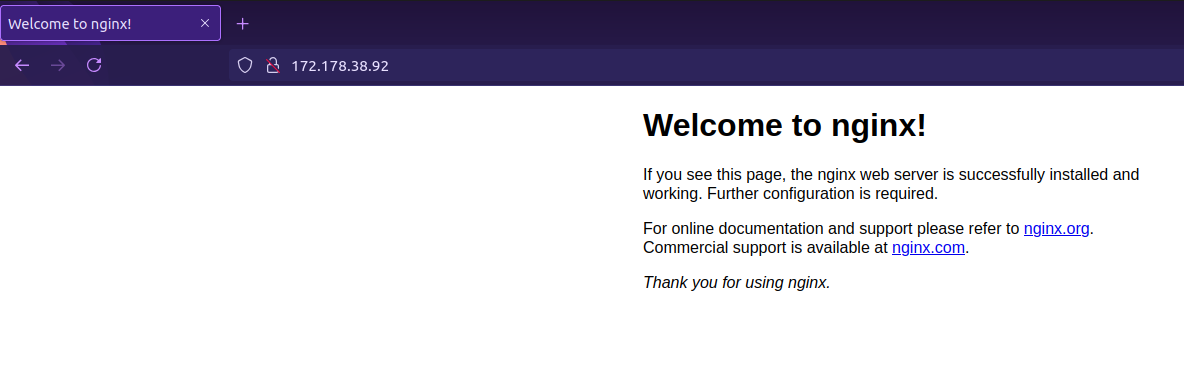 Welcome to nginx!
172.178.38.92
Welcome to nginx!
If you see this page, the nginx web server is successfully installed and
working. Further configuration is required.
For online documentation and support please refer to nginx.org.
Commercial support is available at nginx.com.
Thank you for using nginx.